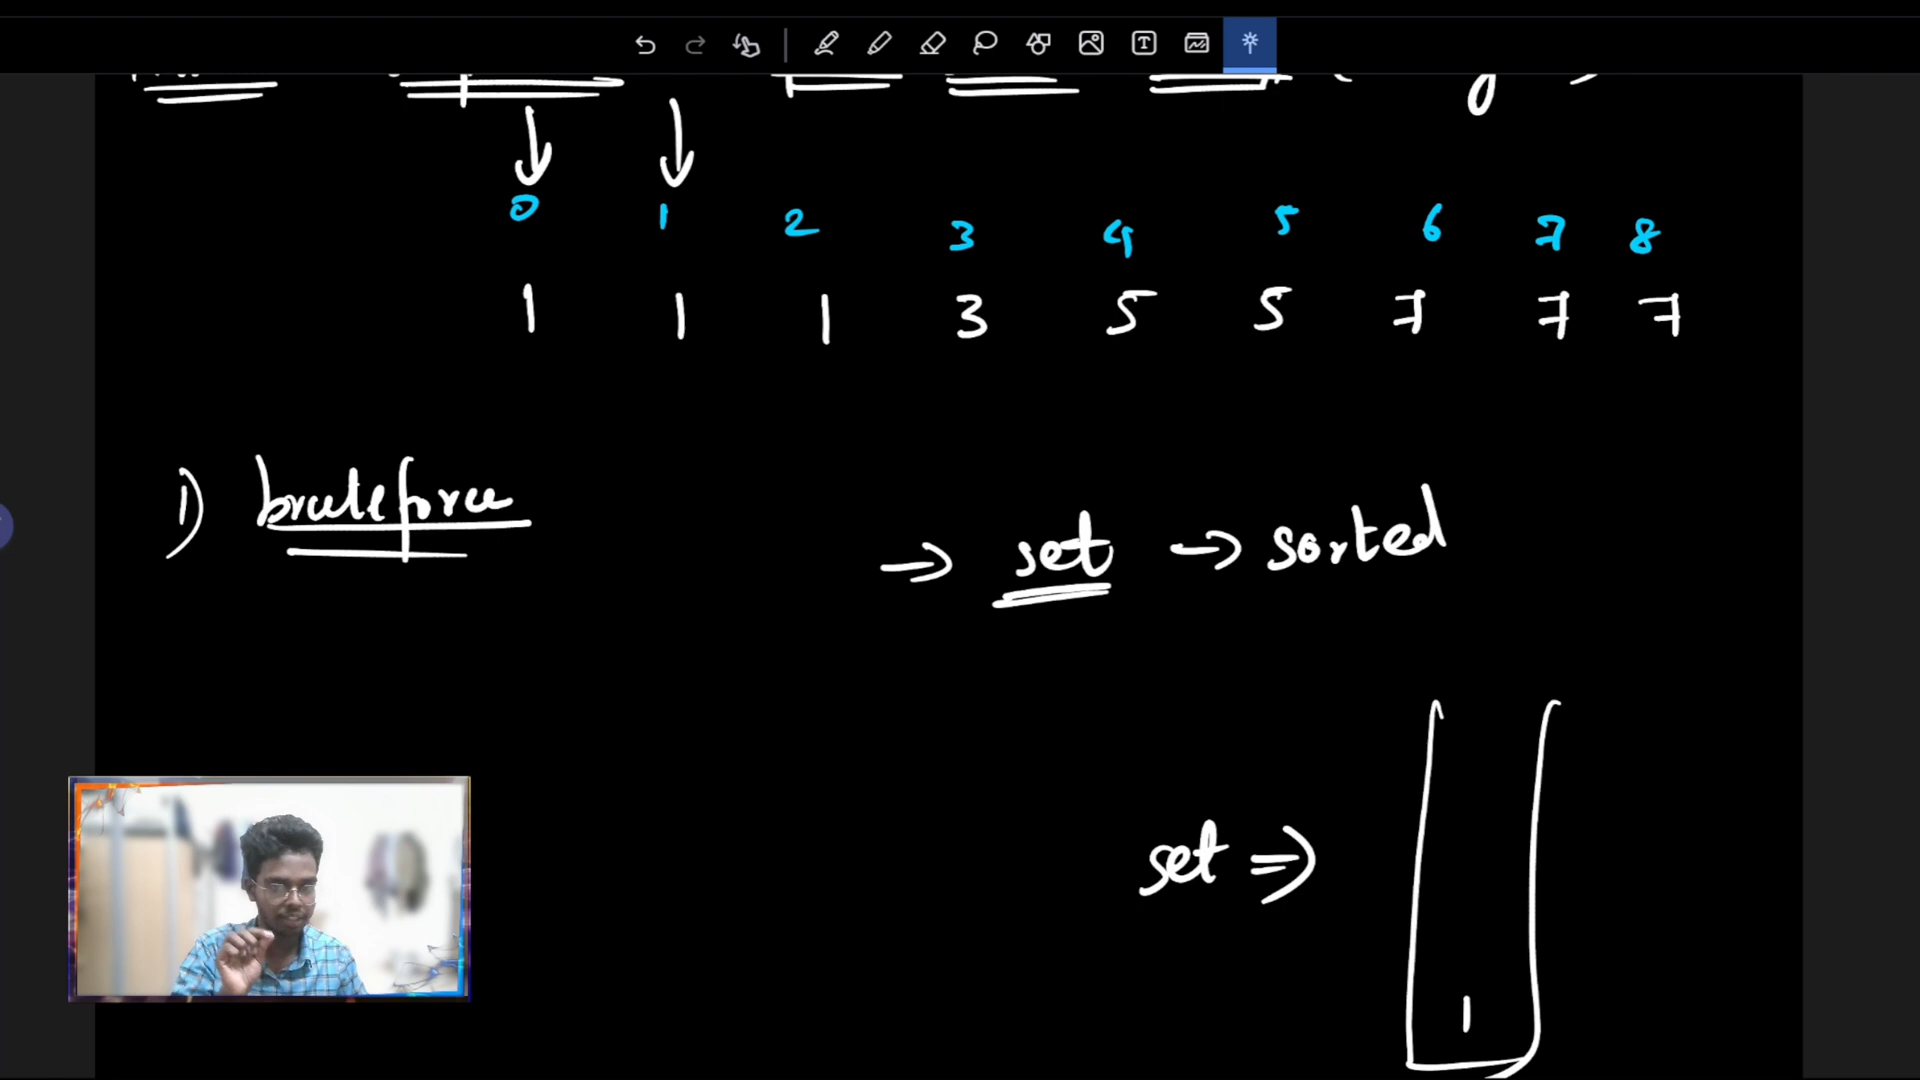 0 1 2 3 4 5 6 7 8
1 1 1 3 5 5 7 7 7
1) bruteforce
→ set → sorted
set ⇒
1